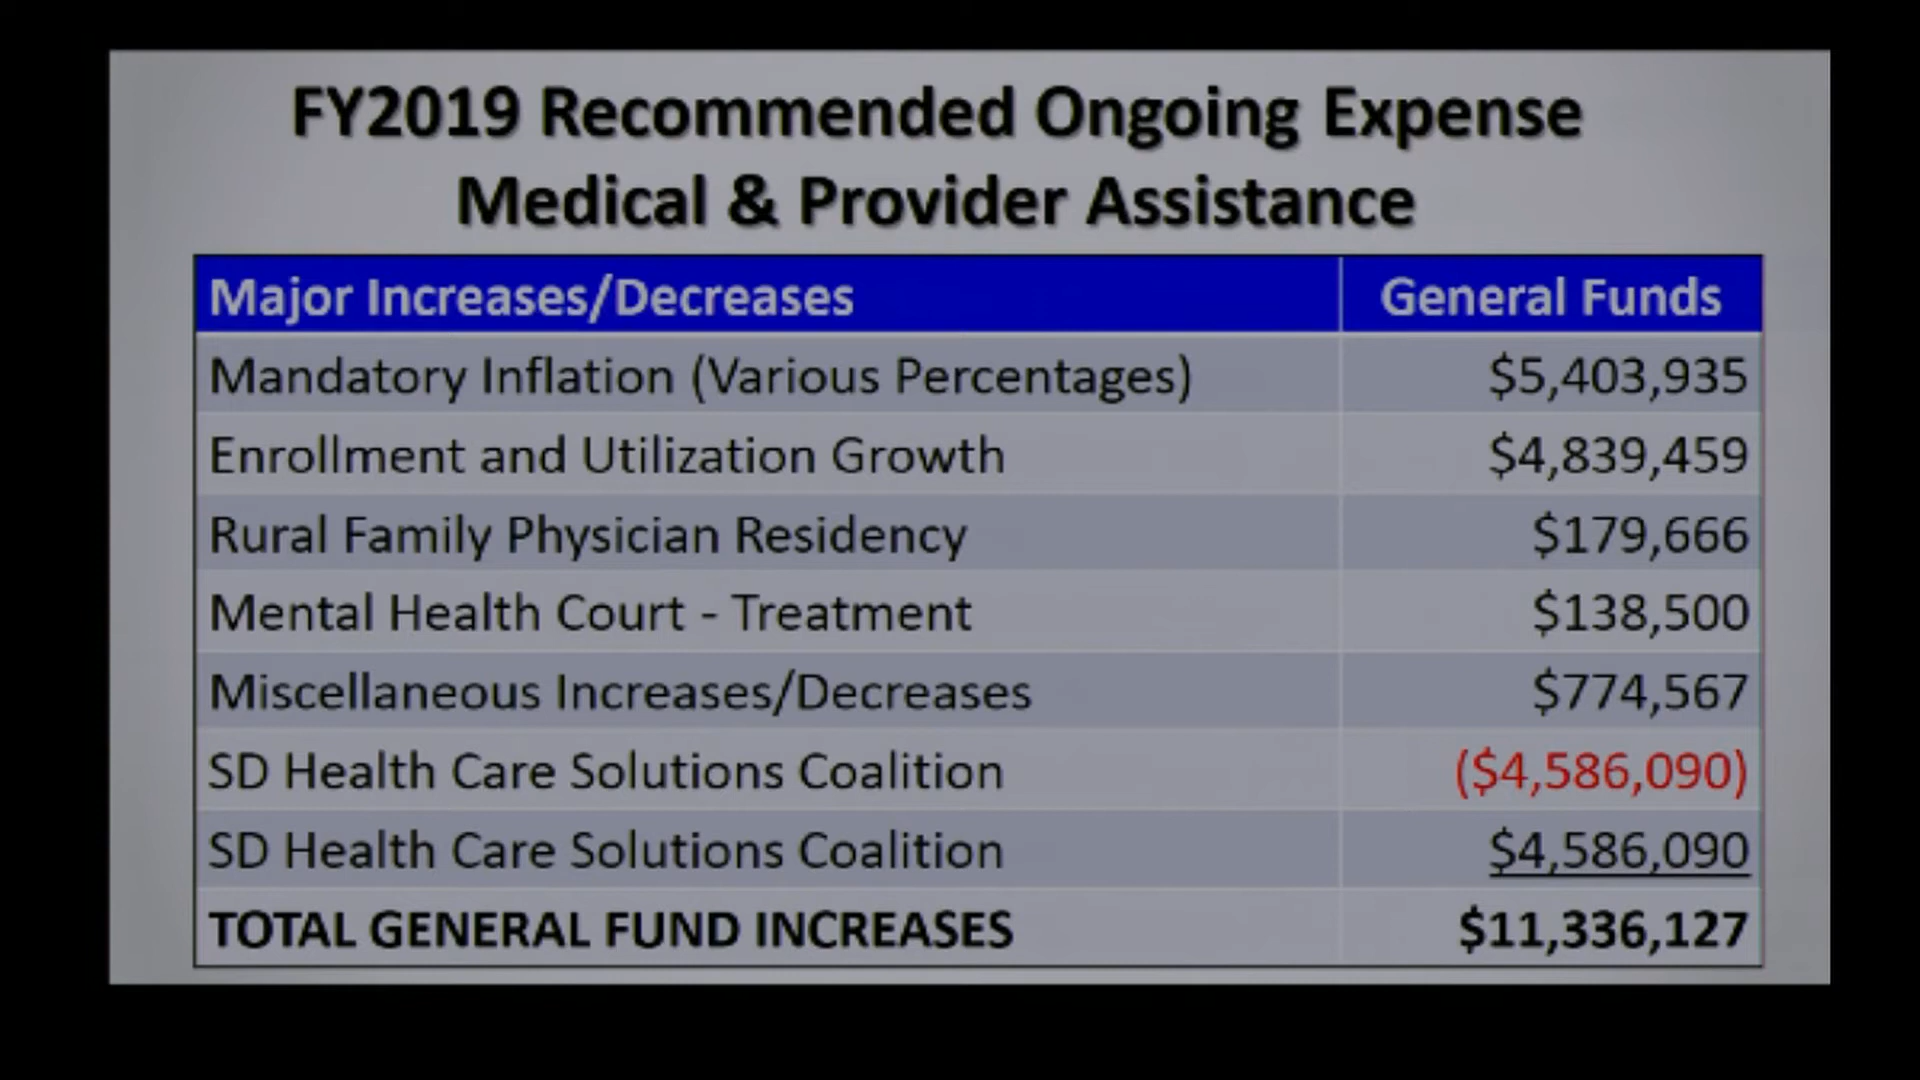 FY2019 Recommended Ongoing Expense
Medical & Provider Assistance
Major Increases/Decreases General Funds
Mandatory Inflation (Various Percentages) $5,403,935
Enrollment and Utilization Growth $4,839,459
Rural Family Physician Residency $179,666
Mental Health Court - Treatment $138,500
Miscellaneous Increases/Decreases $774,567
SD Health Care Solutions Coalition ($4,586,090)
SD Health Care Solutions Coalition $4,586,090
TOTAL GENERAL FUND INCREASES $11,336,127